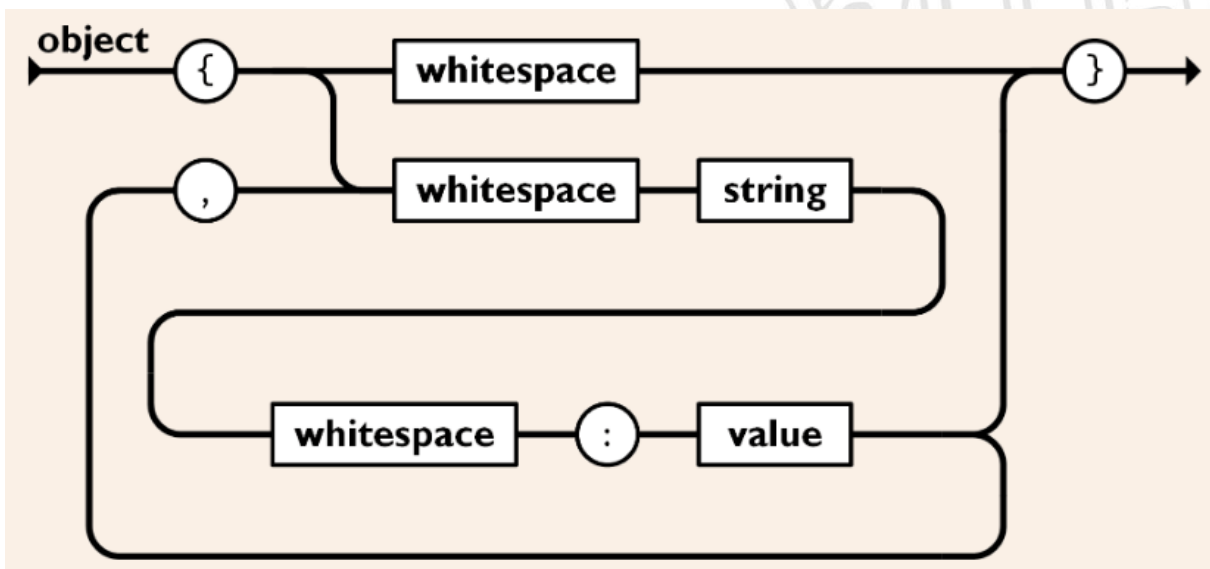 object
{ whitespace }
, whitespace string
whitespace : value